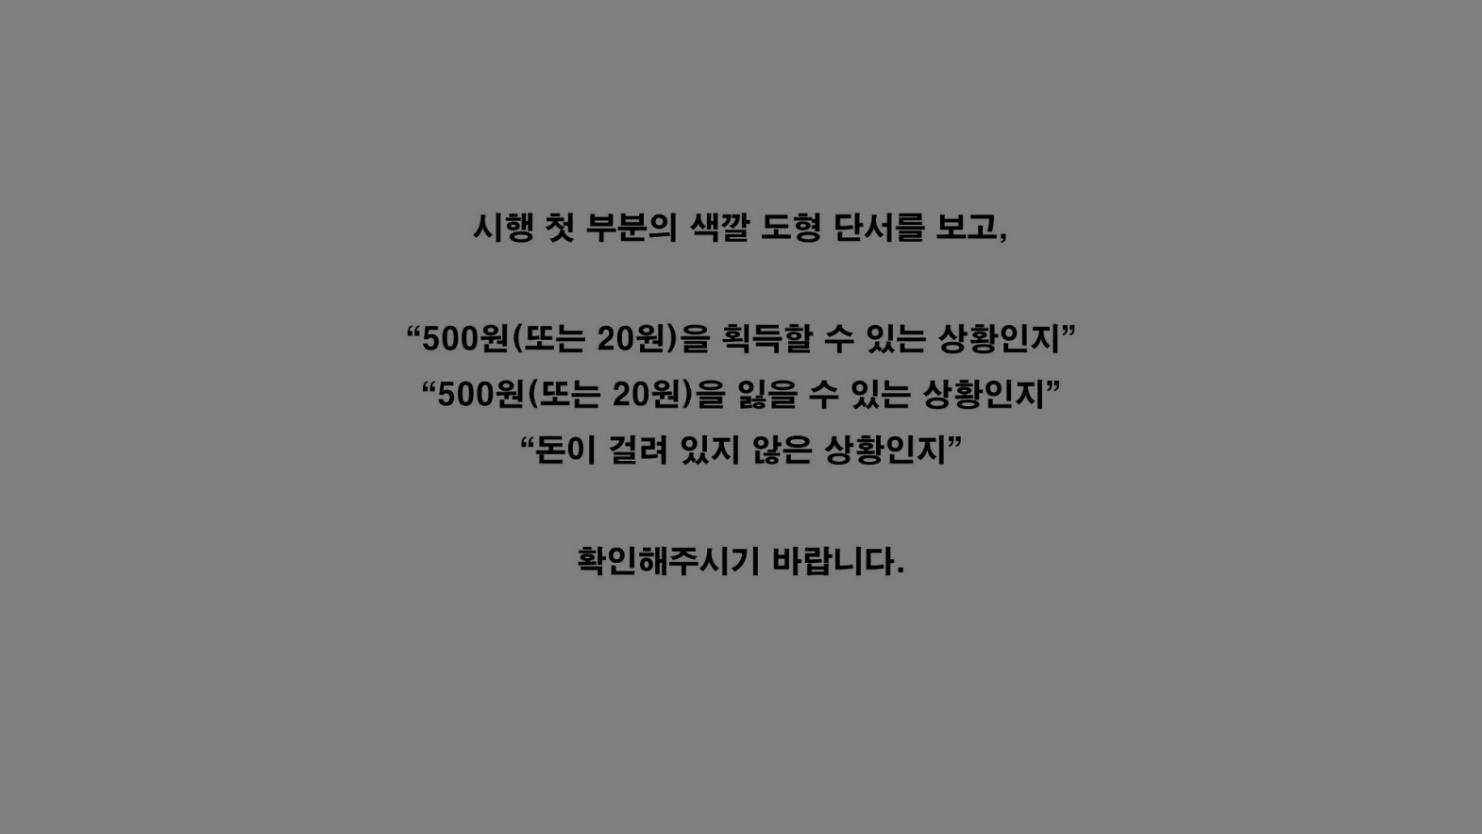 시행 첫 부분의 색깔 도형 단서를 보고,
“500원(또는 20원)을 획득할 수 있는 상황인지”
“500원(또는 20원)을 잃을 수 있는 상황인지”
“돈이 걸려 있지 않은 상황인지”
확인해주시기 바랍니다.